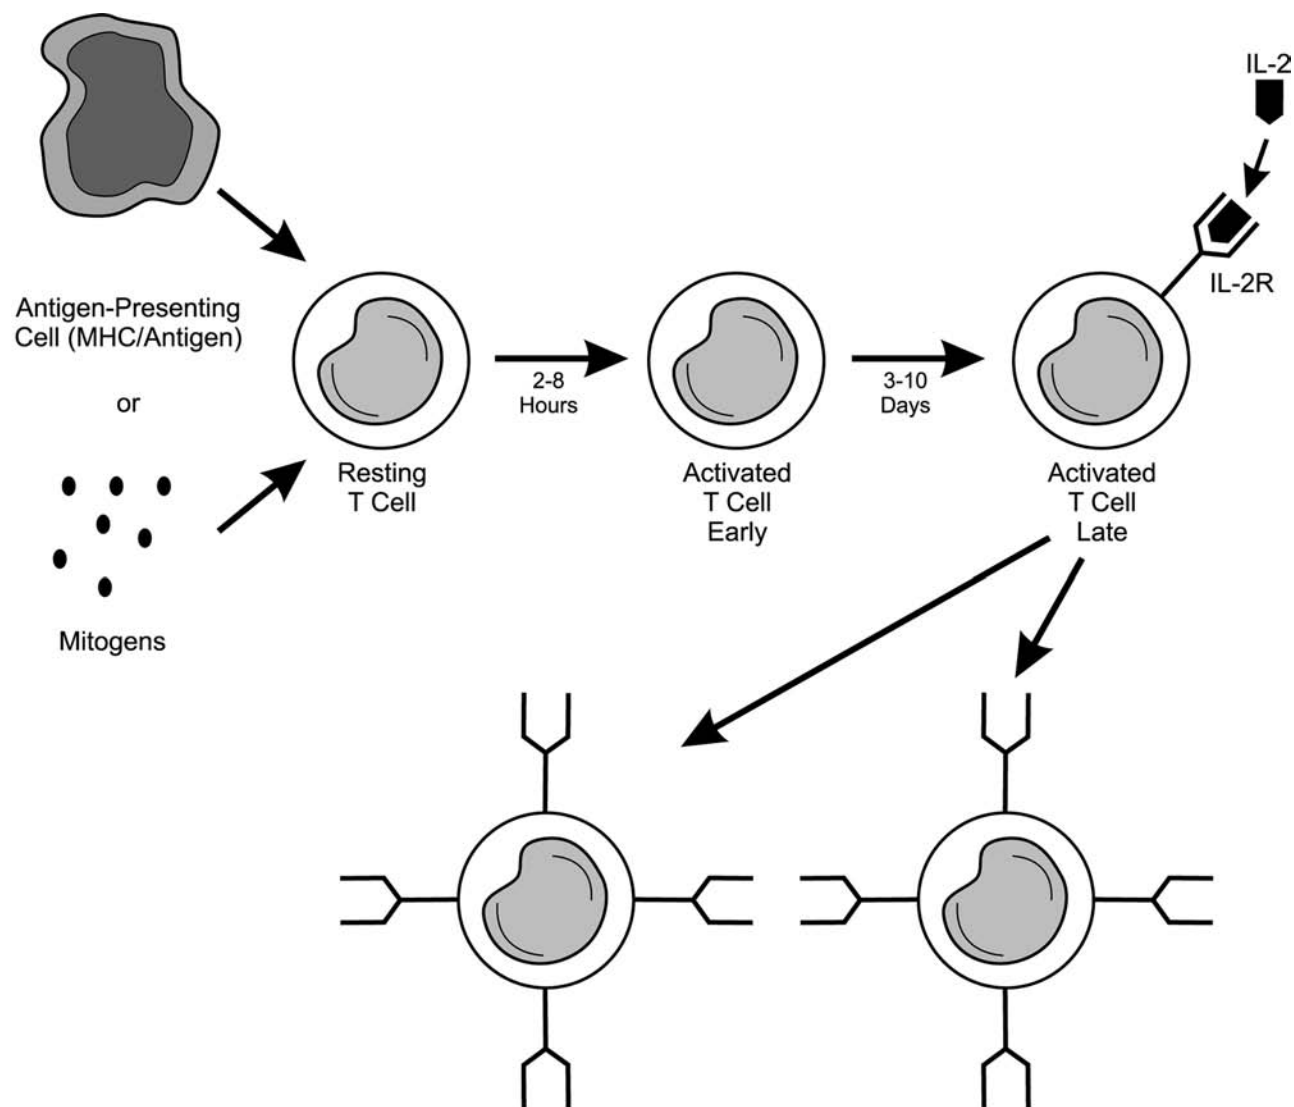 IL-2
IL-2R
Antigen-Presenting
Cell (MHC/Antigen)
or
Mitogens
2-8
Hours
3-10
Days
Resting
T Cell
Activated
T Cell
Early
Activated
T Cell
Late